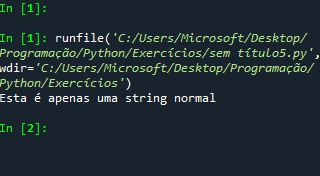 In [1]:
In [1]: runfile('C:/Users/Microsoft/Desktop/
Programação/Python/Exercícios/sem título5.py',
wdir='C:/Users/Microsoft/Desktop/Programação/
Python/Exercícios')
Esta é apenas uma string normal
In [2]: